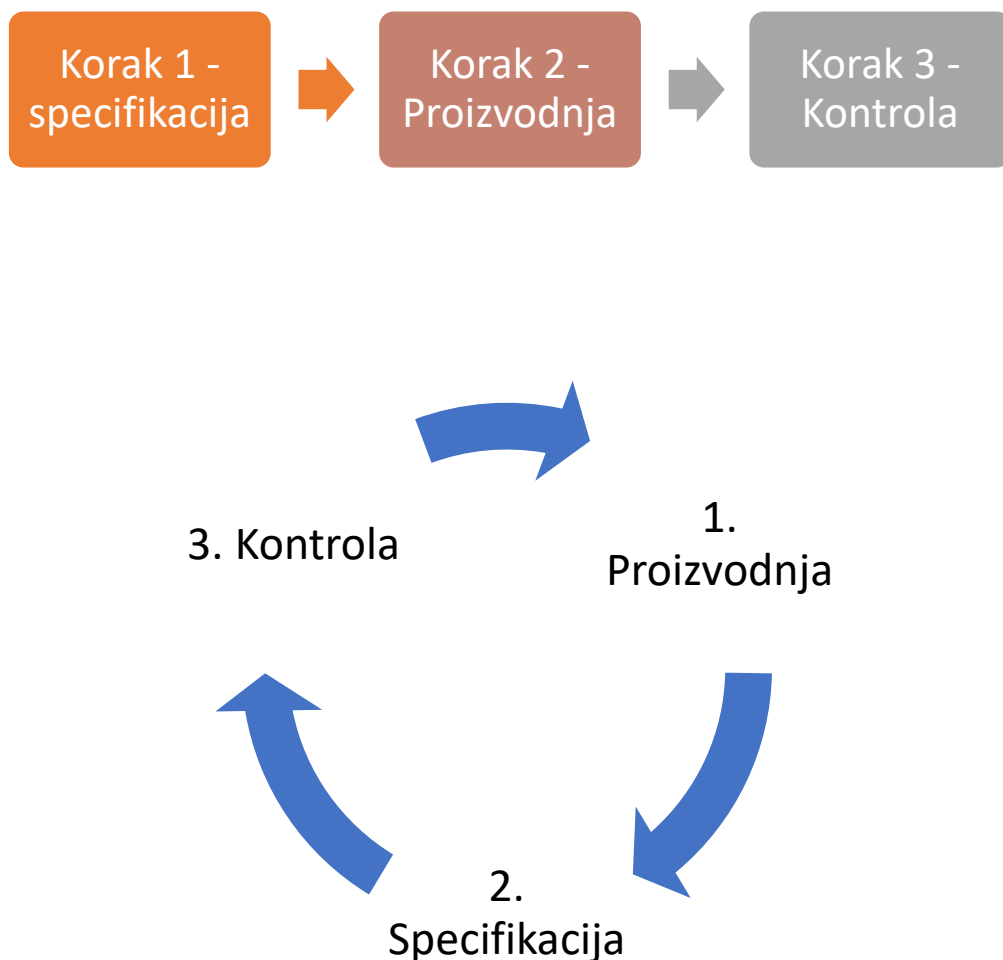 Korak 1 -
specifikacija
Korak 2 -
Proizvodnja
Korak 3 -
Kontrola
3. Kontrola
1.
Proizvodnja
2.
Specifikacija